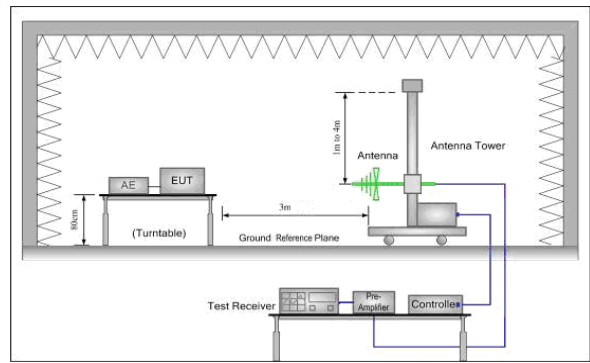 1m to 4m
Antenna
Antenna Tower
AE
EUT
80cm
(Turntable)
3m
Ground Reference Plane
Test Receiver
Pre-
Amplifier
Controller